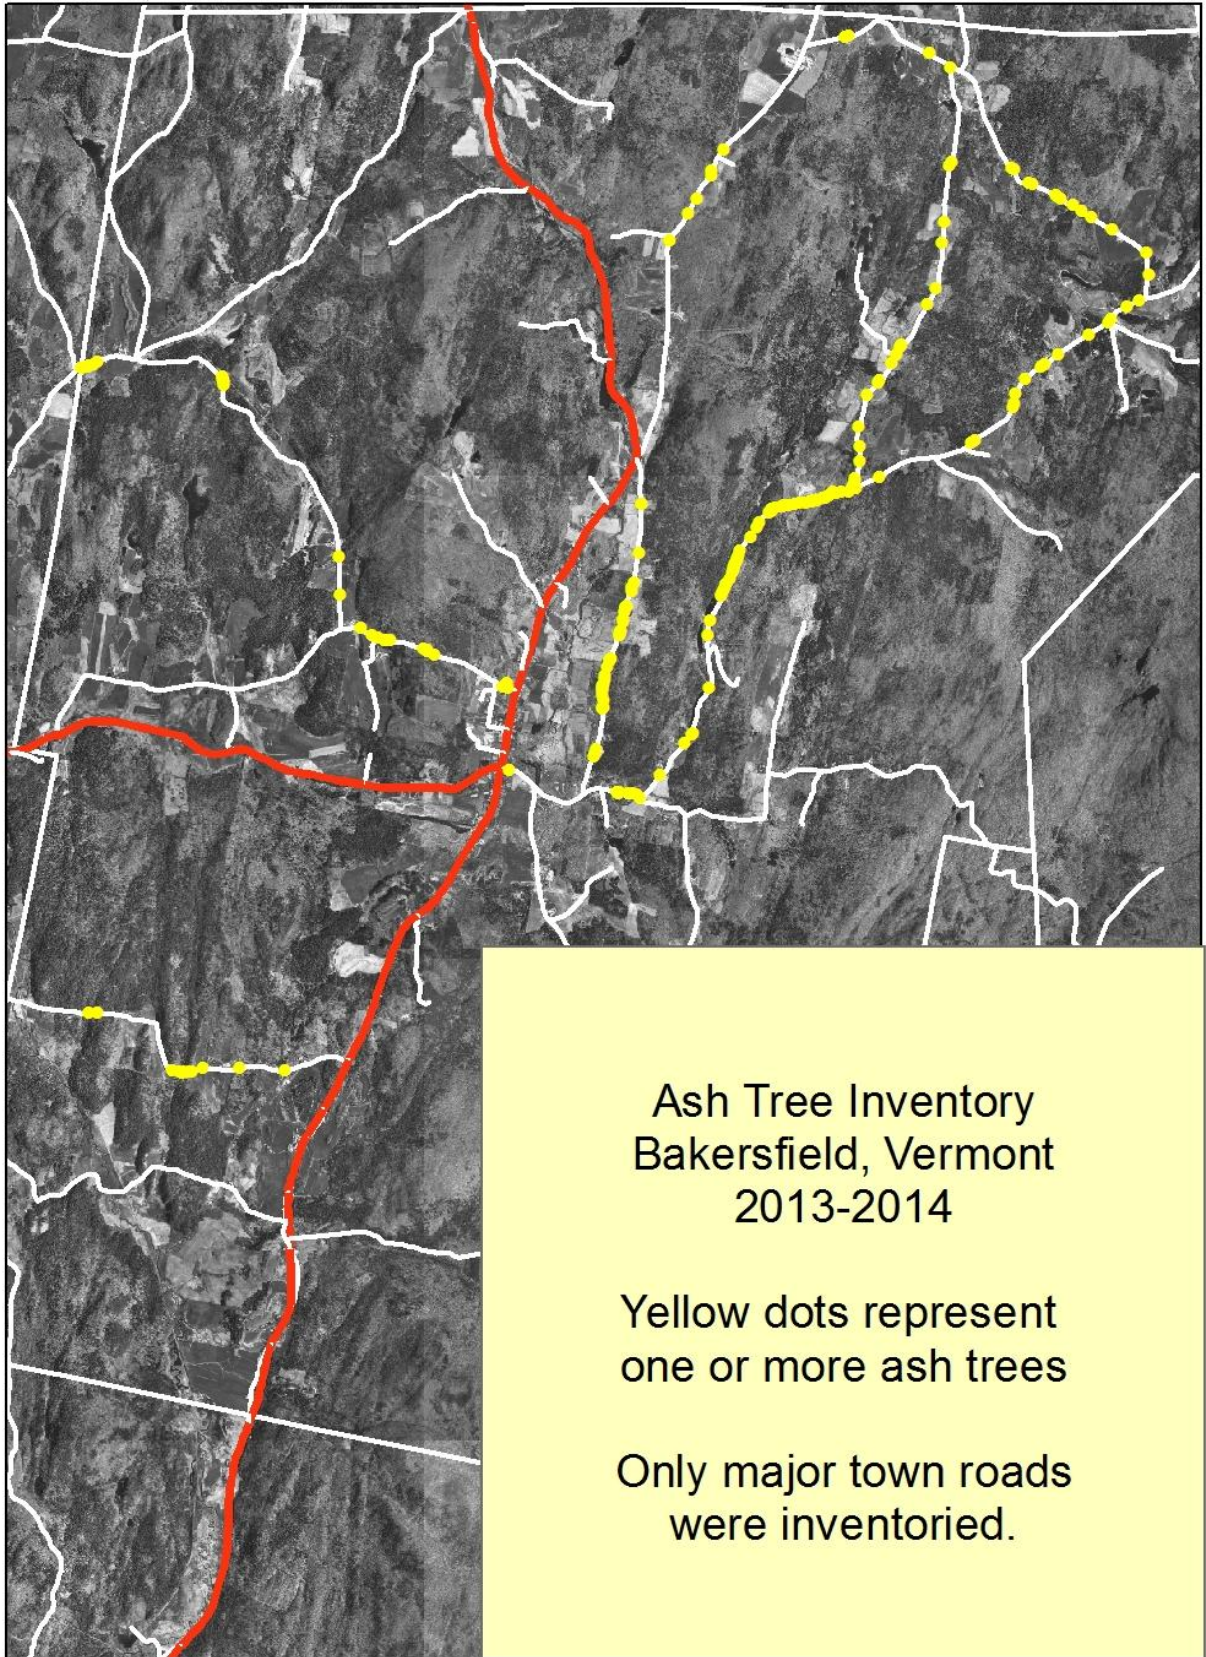 Ash Tree Inventory
Bakersfield, Vermont
2013-2014
Yellow dots represent
one or more ash trees
Only major town roads
were inventoried.